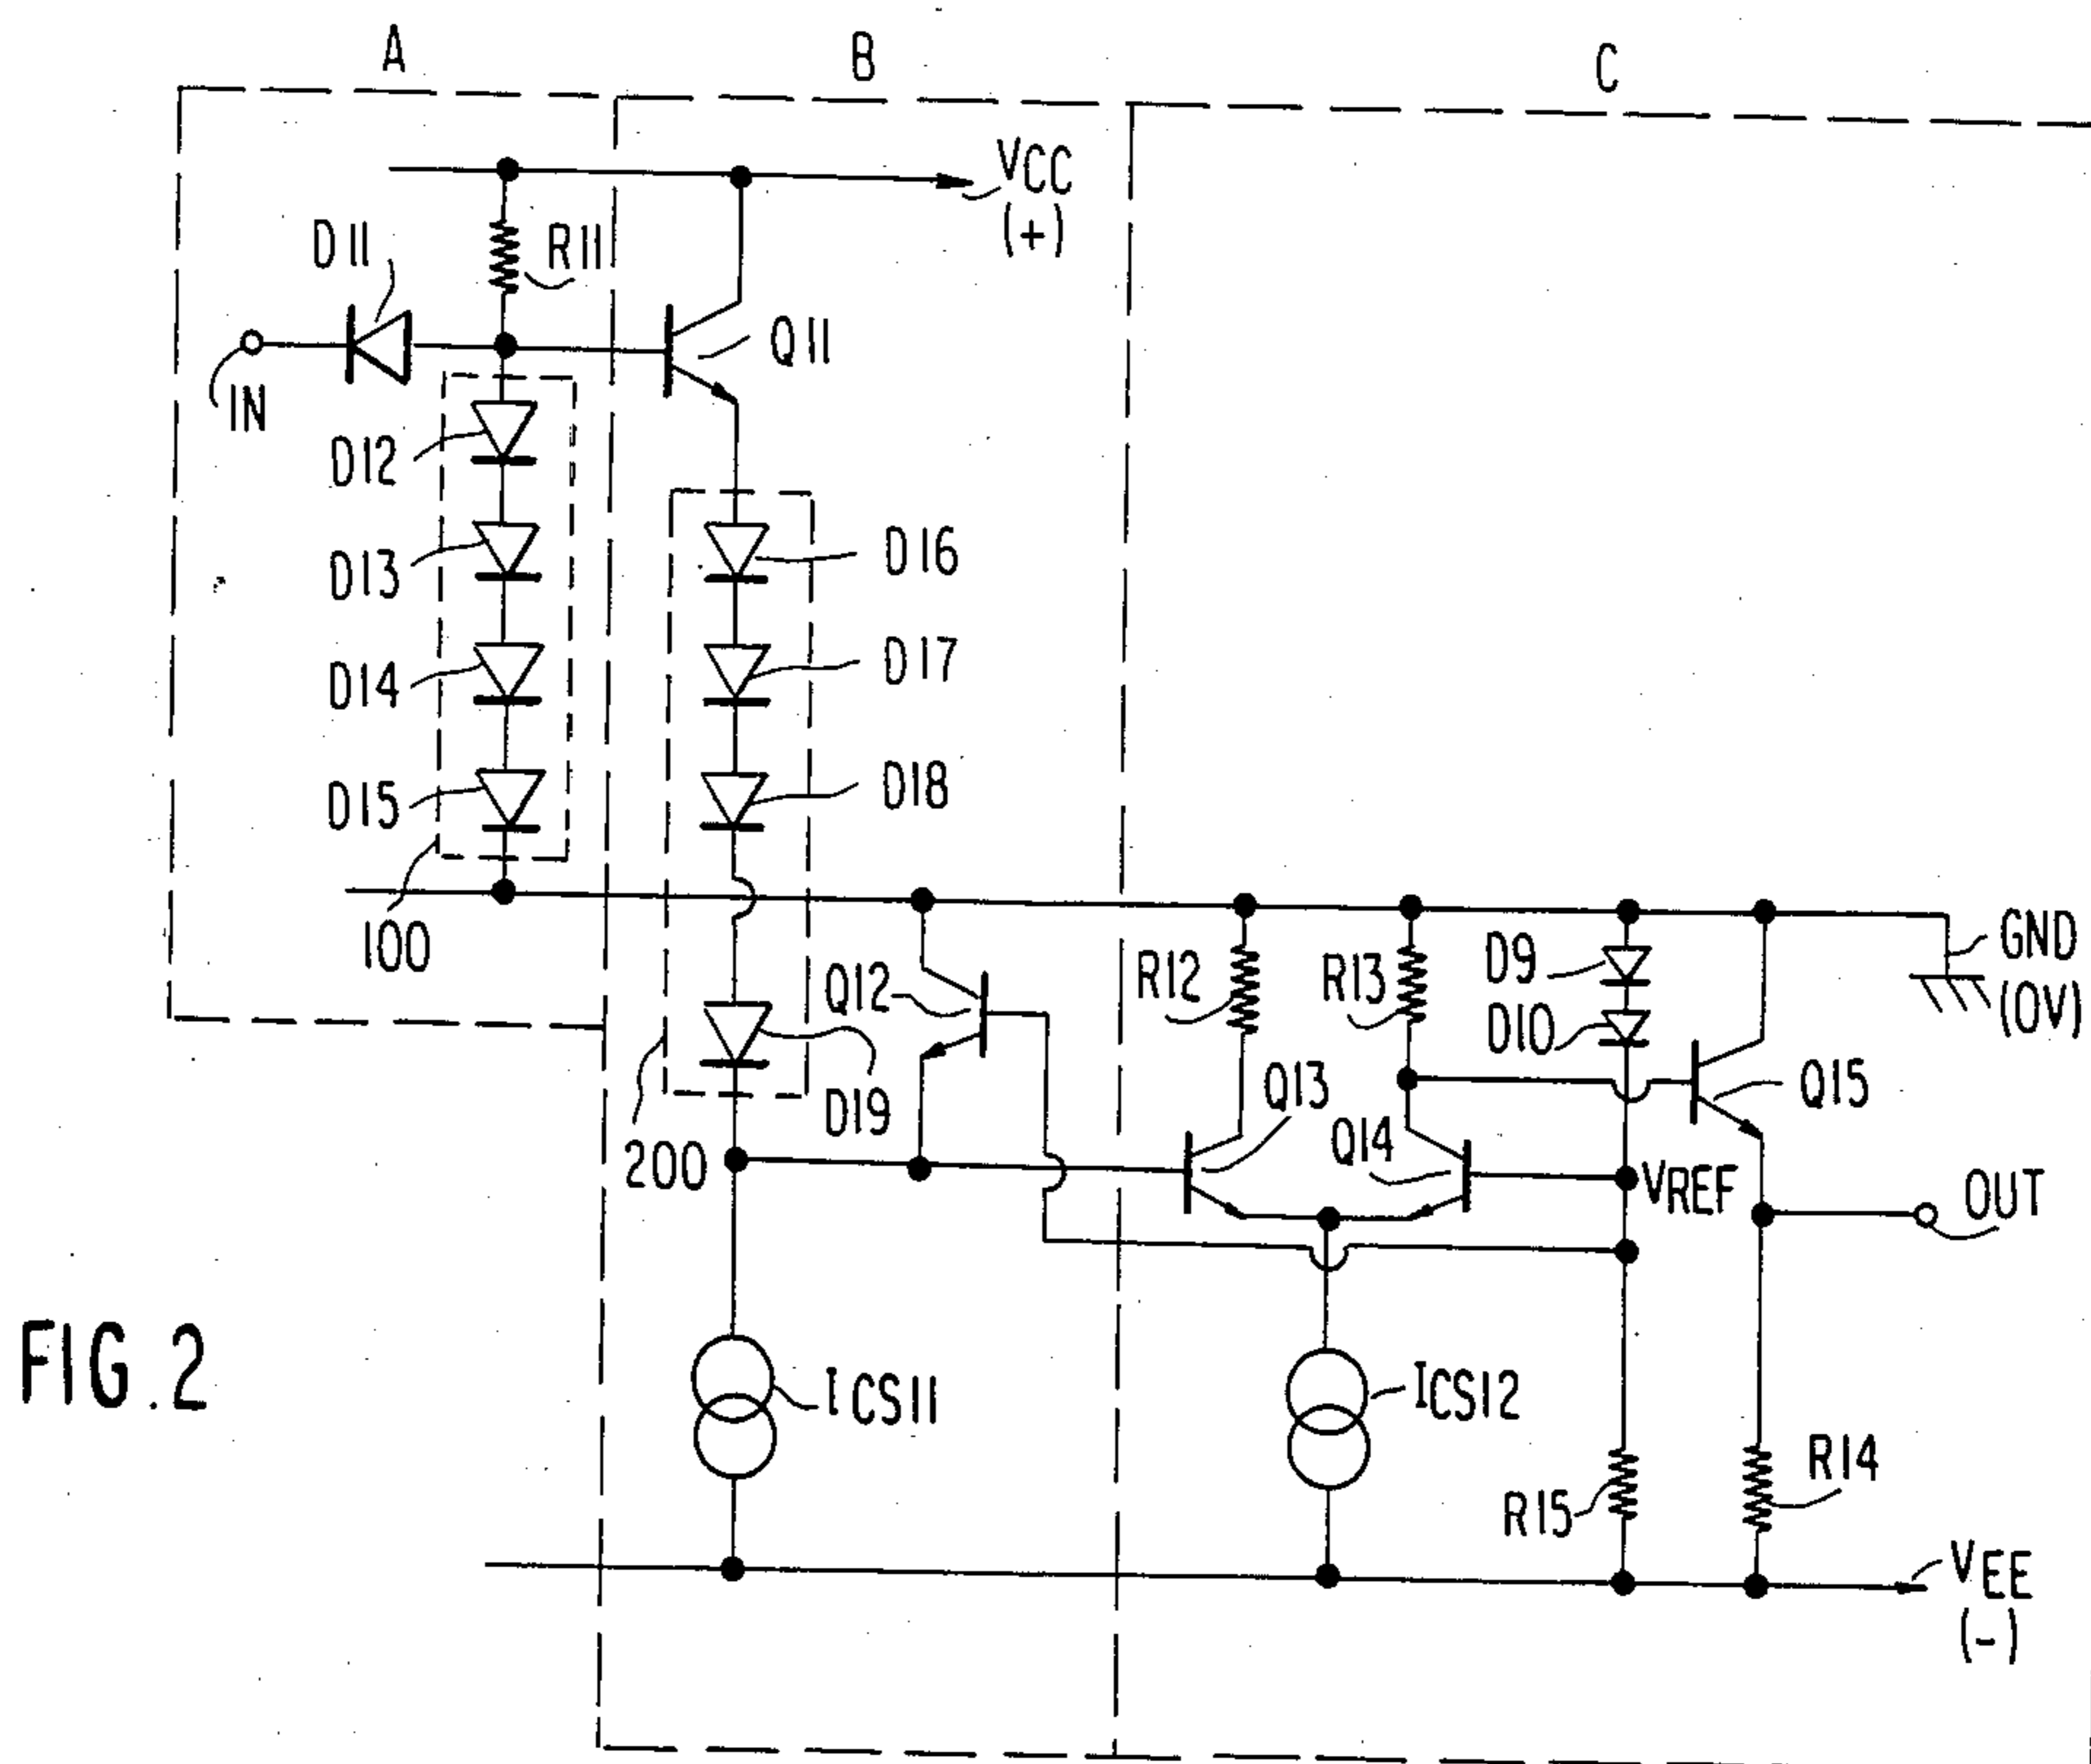 A
B
C
VCC
(+)
D11
R11
Q11
IN
D12
D16
D13
D17
D14
D18
D15
100
GND
(0V)
D9
R12
R13
Q12
D10
Q13
Q15
D19
Q14
200
VREF
OUT
FIG.2
ICS11
ICS12
R14
R15
VEE
(-)